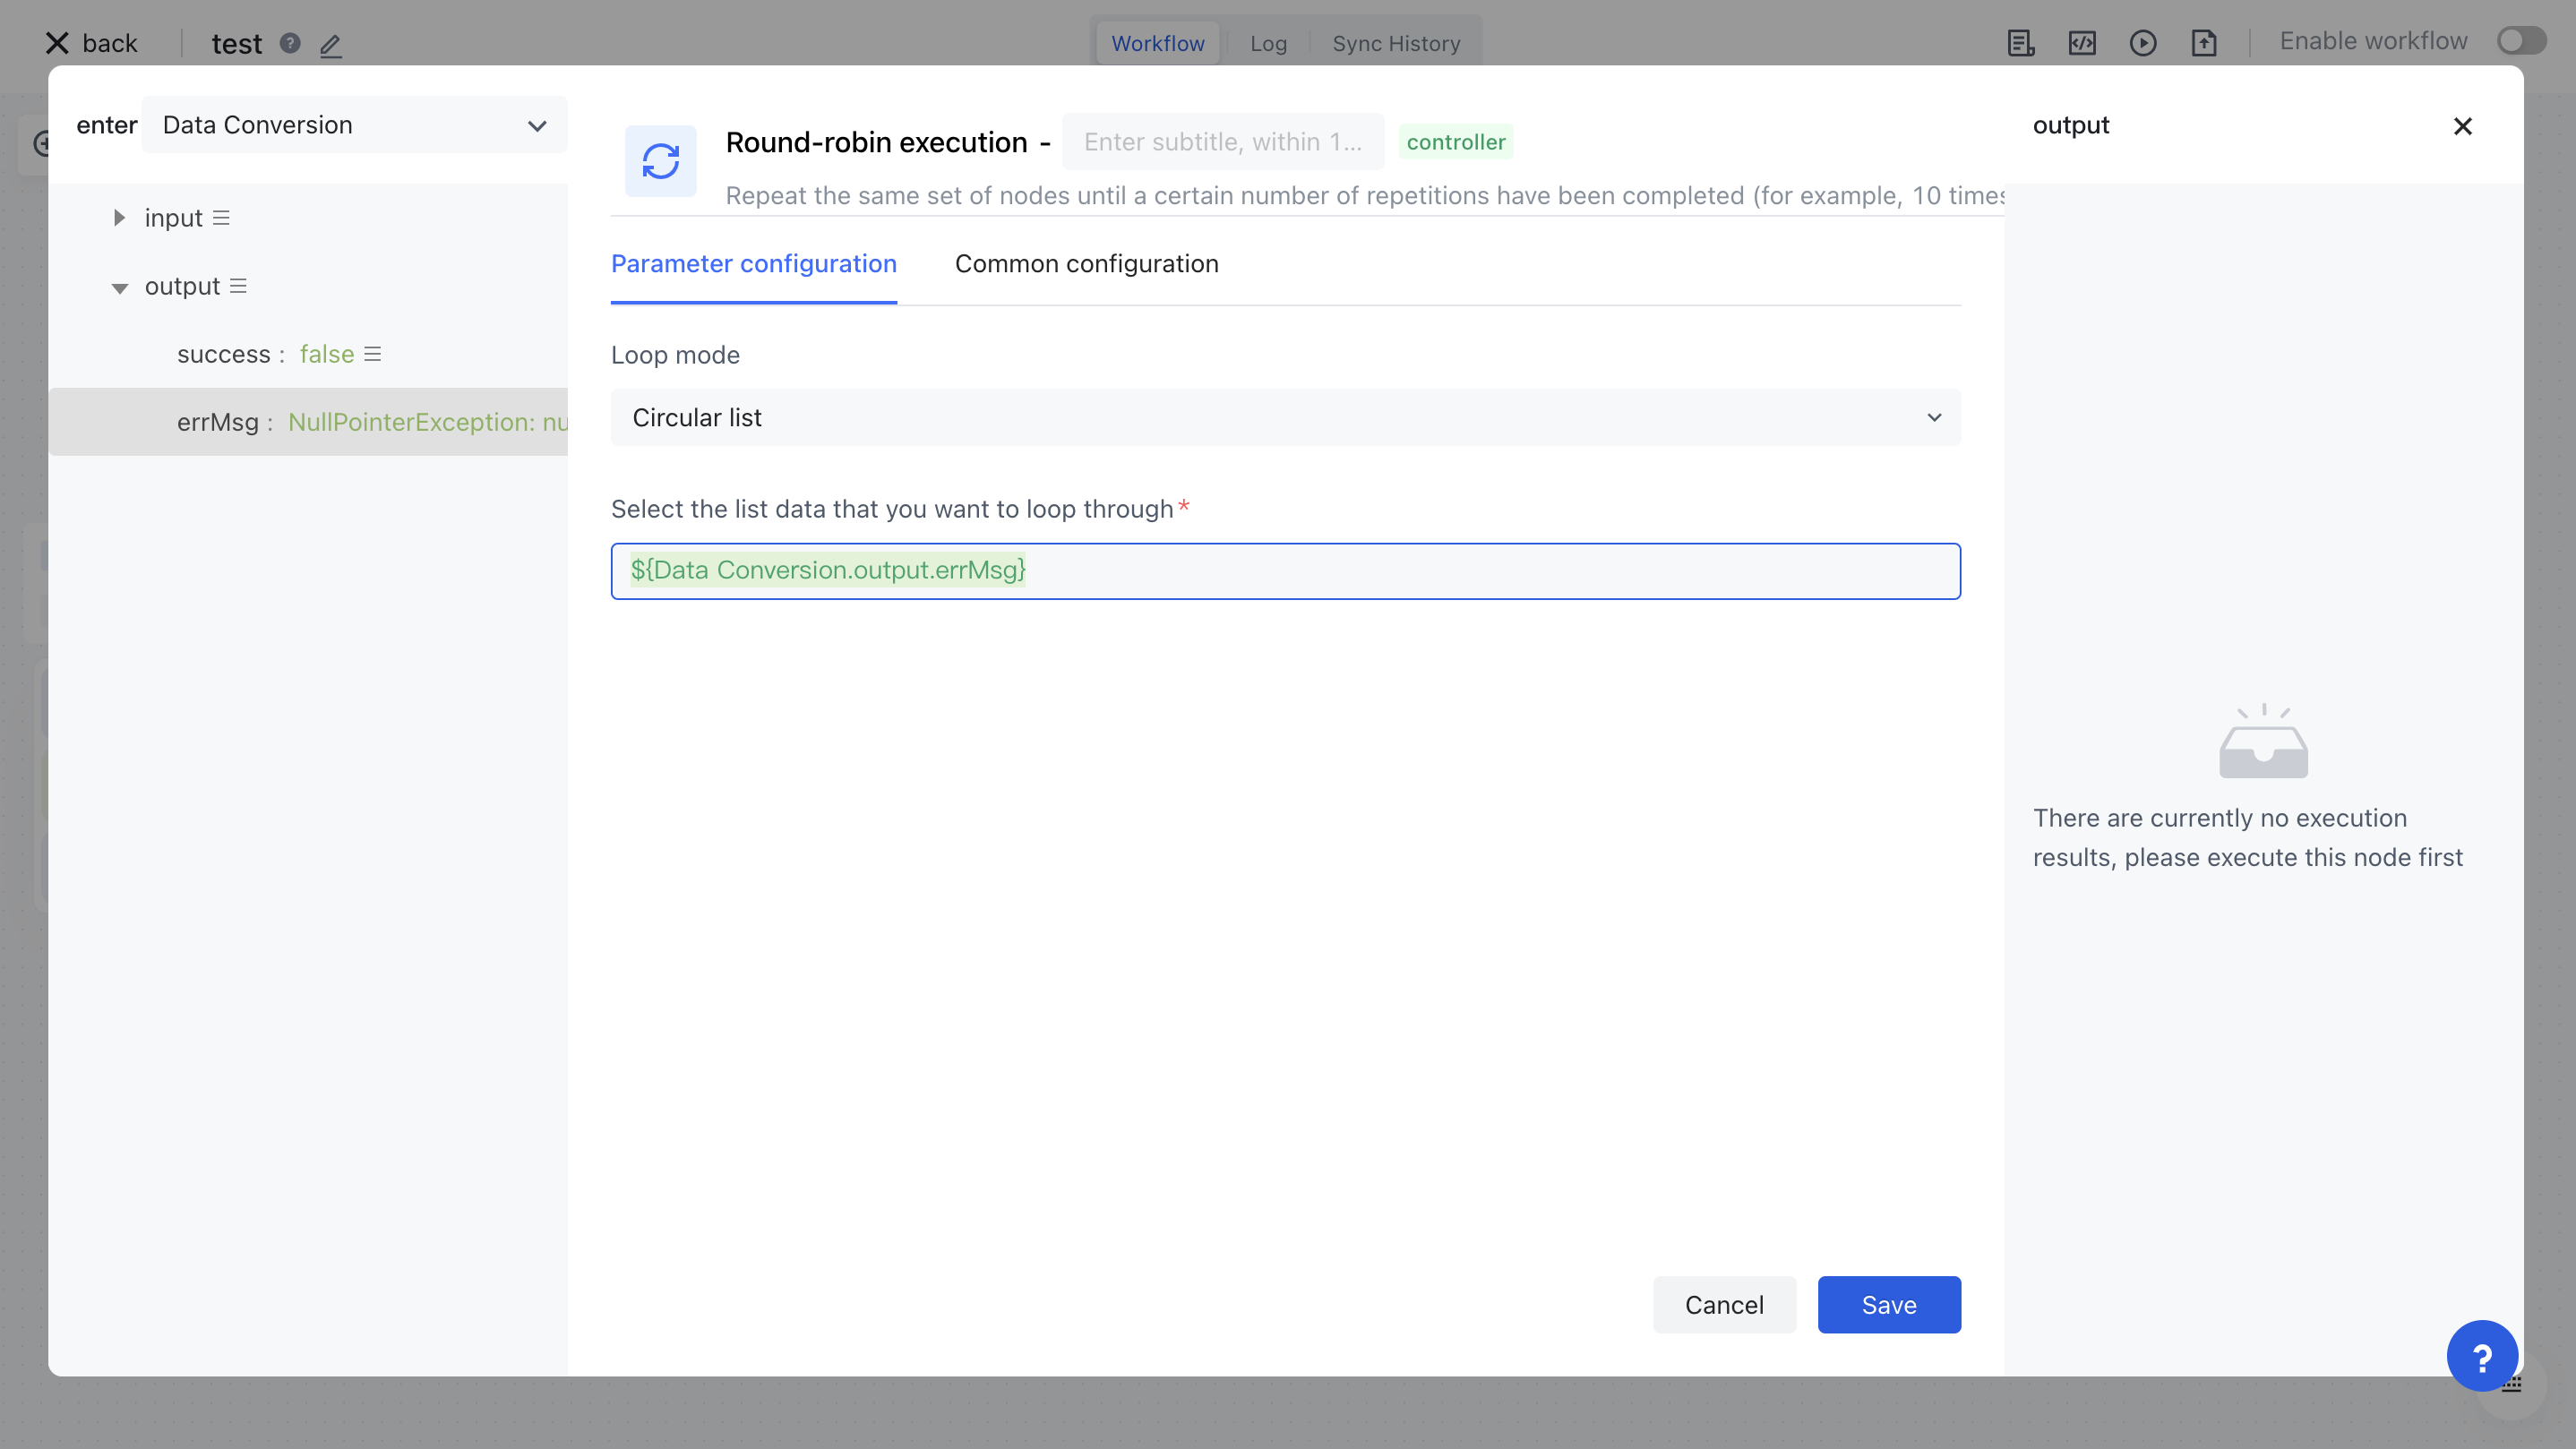 back
test
Workflow
Log
Sync History
Enable workflow
enter
Data Conversion
input
output
success : false
errMsg : NullPointerException: nu
Round-robin execution -
Enter subtitle, within 1...
controller
Repeat the same set of nodes until a certain number of repetitions have been completed (for example, 10 times
Parameter configuration
Common configuration
Loop mode
Circular list
Select the list data that you want to loop through*
${Data Conversion.output.errMsg}
Cancel
Save
output
There are currently no execution
results, please execute this node first
?